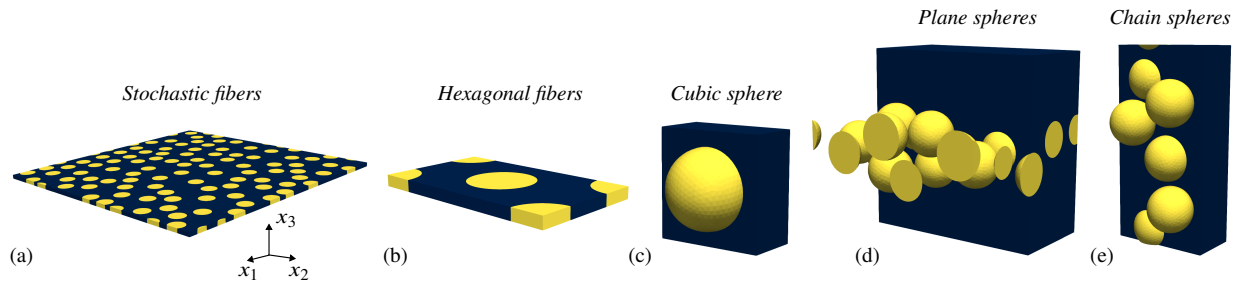 Plane spheres
Chain spheres
Stochastic fibers
Hexagonal fibers
Cubic sphere
x3
(a)
x1
x2
(b)
(c)
(d)
(e)